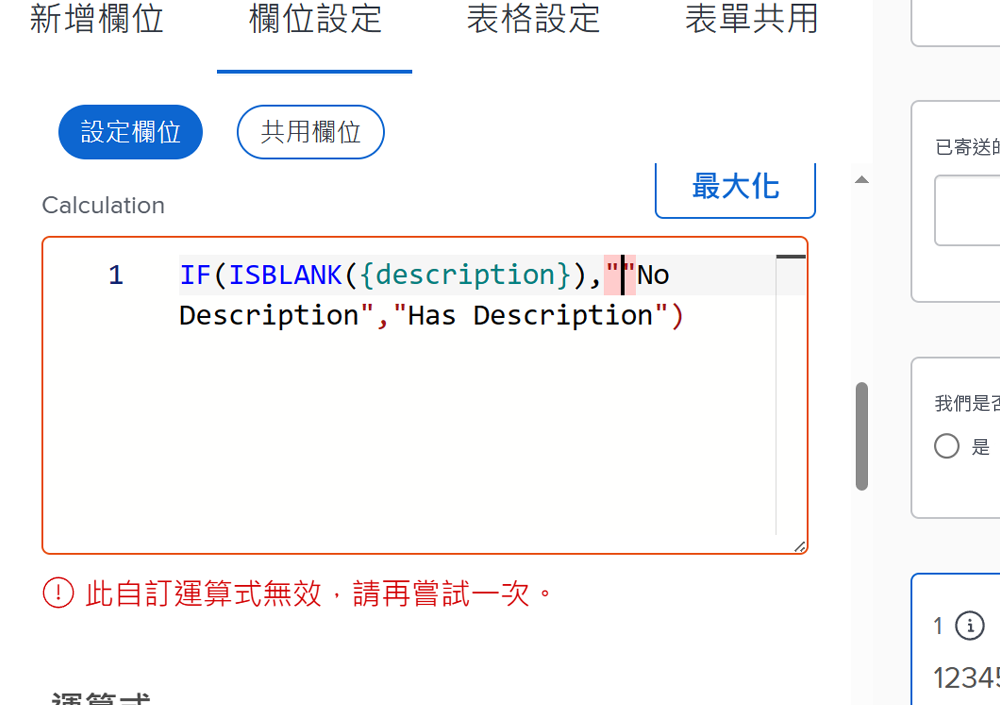 新增欄位 欄位設定 表格設定 表單共用
設定欄位 共用欄位
最大化
Calculation
1 IF(ISBLANK({description}),""No
Description","Has Description")
此自訂運算式無效，請再嘗試一次。
運算式
已寄送的
我們是否
是
1
12345